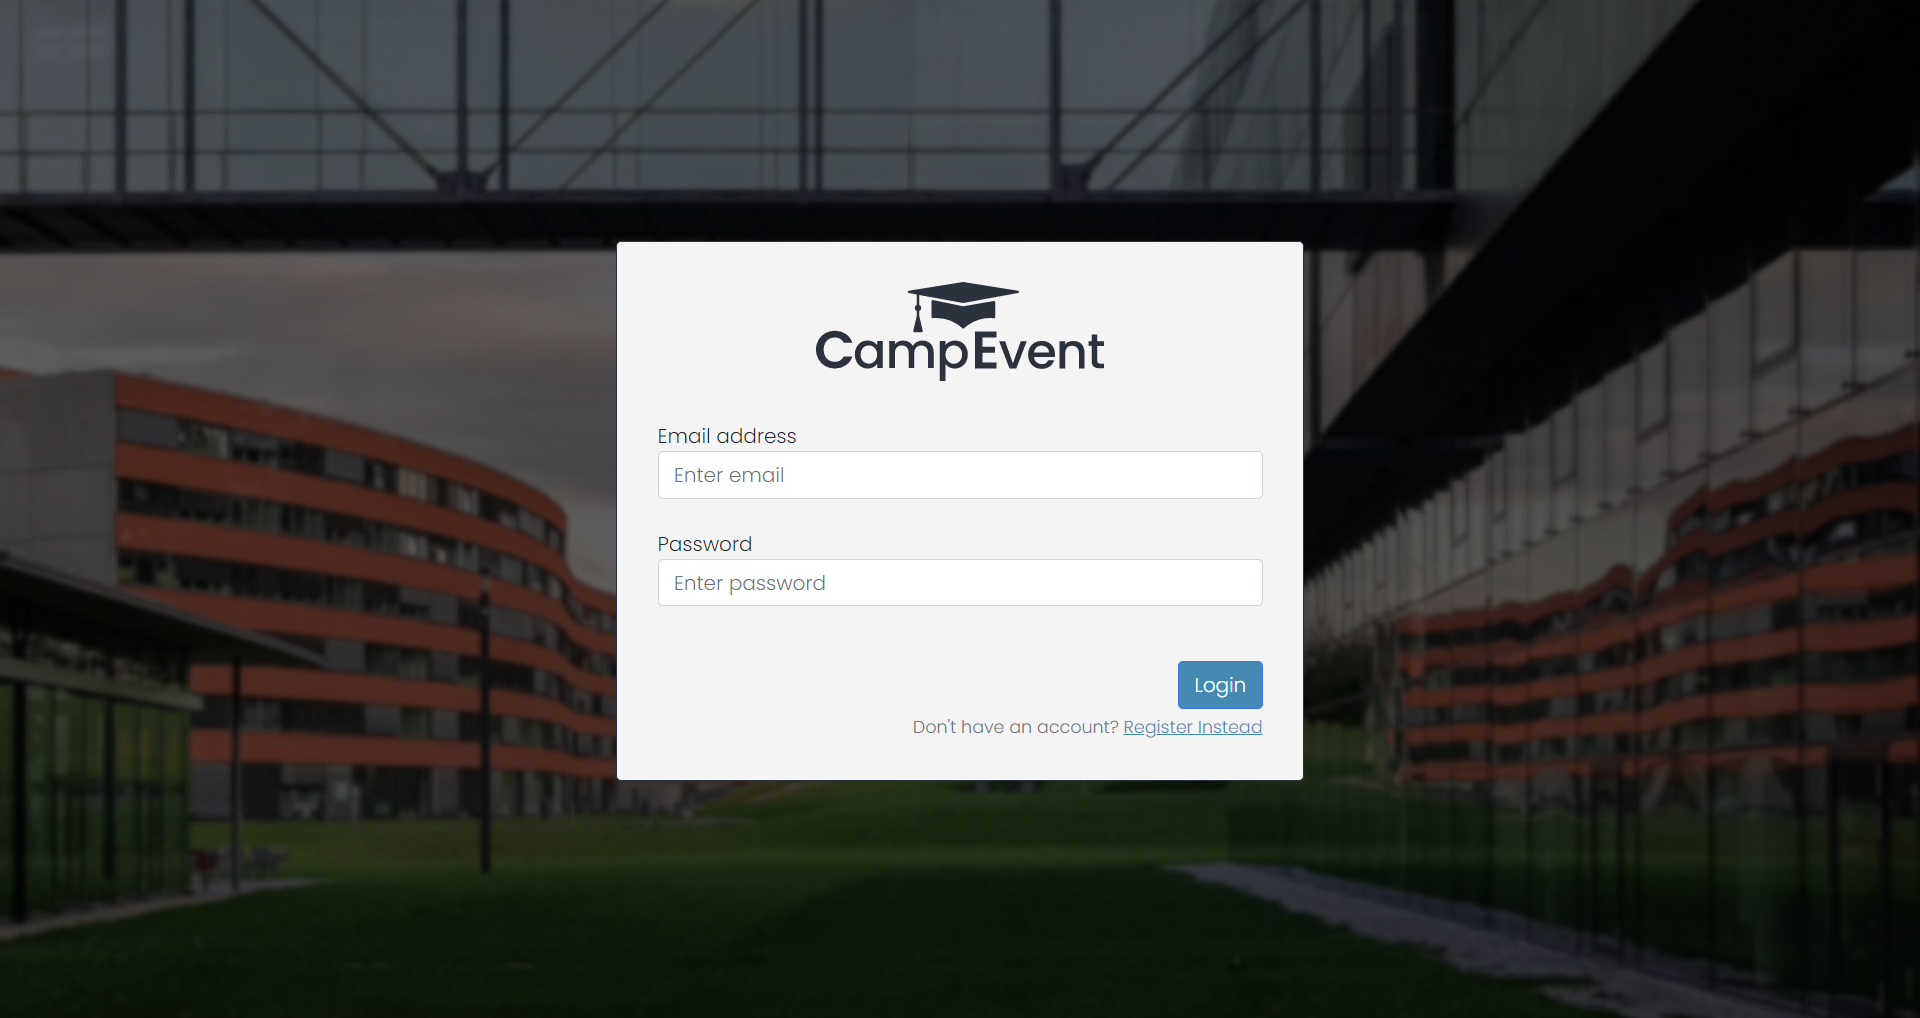 CampEvent
Email address
Enter email
Password
Enter password
Login
Don't have an account? Register Instead